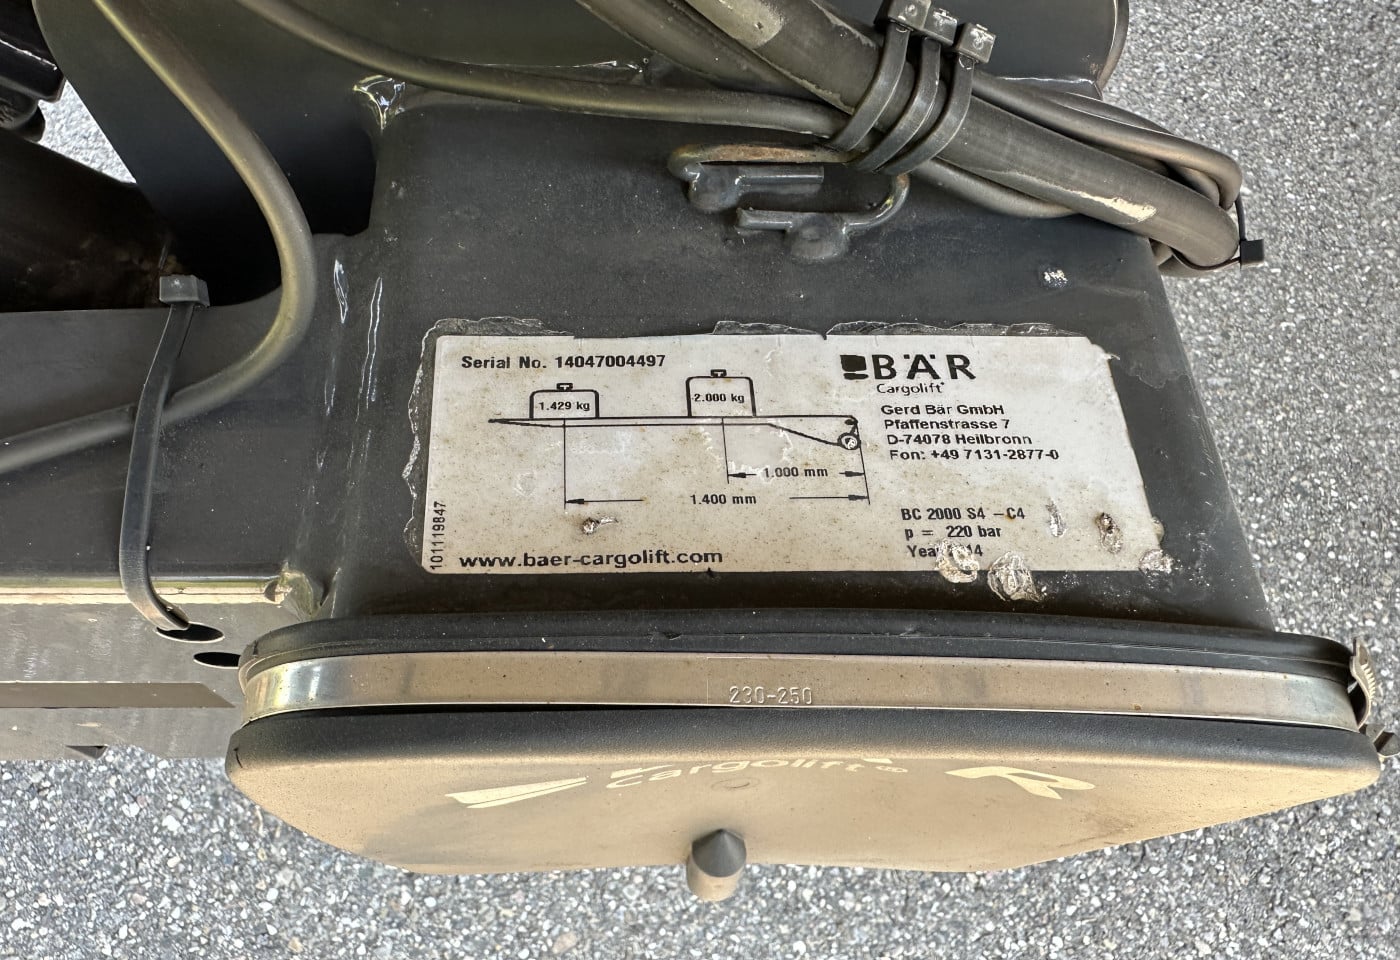 Serial No. 14047004497
1.429 kg
2.000 kg
1.000 mm
1.400 mm
101119847
www.baer-cargolift.com
BÄR
Cargolift
Gerd Bär GmbH
Pfaffenstrasse 7
D-74078 Heilbronn
Fon: +49 7131-2877-0
BC 2000 S4 - C4
p = 220 bar
230-250
Cargolift®
R